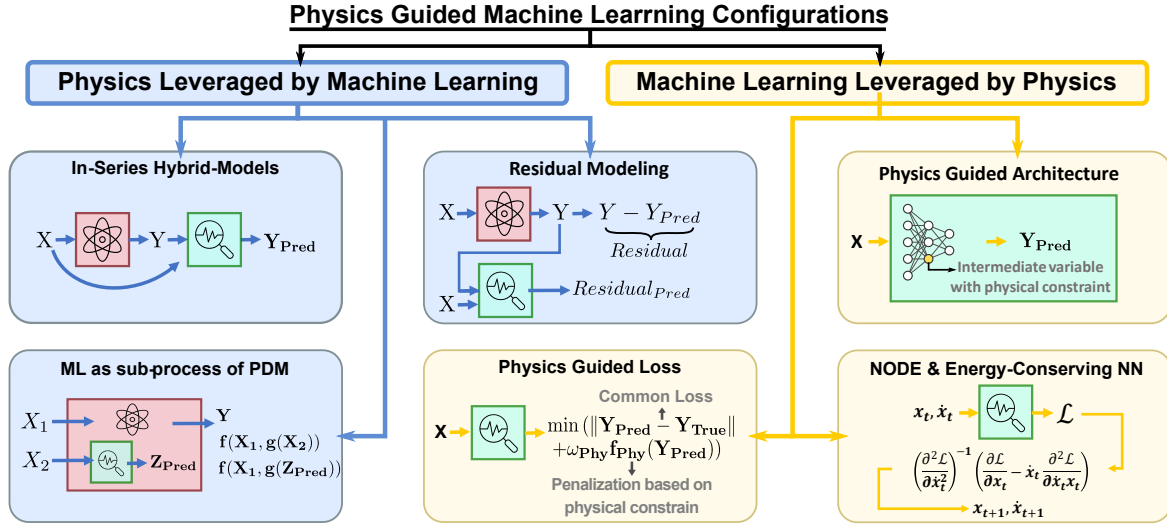 Physics Guided Machine Learrning Configurations
Physics Leveraged by Machine Learning
Machine Learning Leveraged by Physics
In-Series Hybrid-Models
X
Y
Y_Pred
Residual Modeling
X
Y
Y − Y_Pred
Residual
X
Residual_Pred
Physics Guided Architecture
X
Y_Pred
Intermediate variable
with physical constraint
ML as sub-process of PDM
X_1
X_2
Z_Pred
Y
f(X_1, g(X_2))
f(X_1, g(Z_Pred))
Physics Guided Loss
Common Loss
X
min (‖Y_Pred − Y_True‖
+ω_Phy f_Phy(Y_Pred))
Penalization based on
physical constrain
NODE & Energy-Conserving NN
x_t, ẋ_t
ℒ
(∂²ℒ/∂ẋ_t²)^−1 (∂ℒ/∂x_t − ẋ_t ∂²ℒ/∂ẋ_t x_t)
x_{t+1}, ẋ_{t+1}